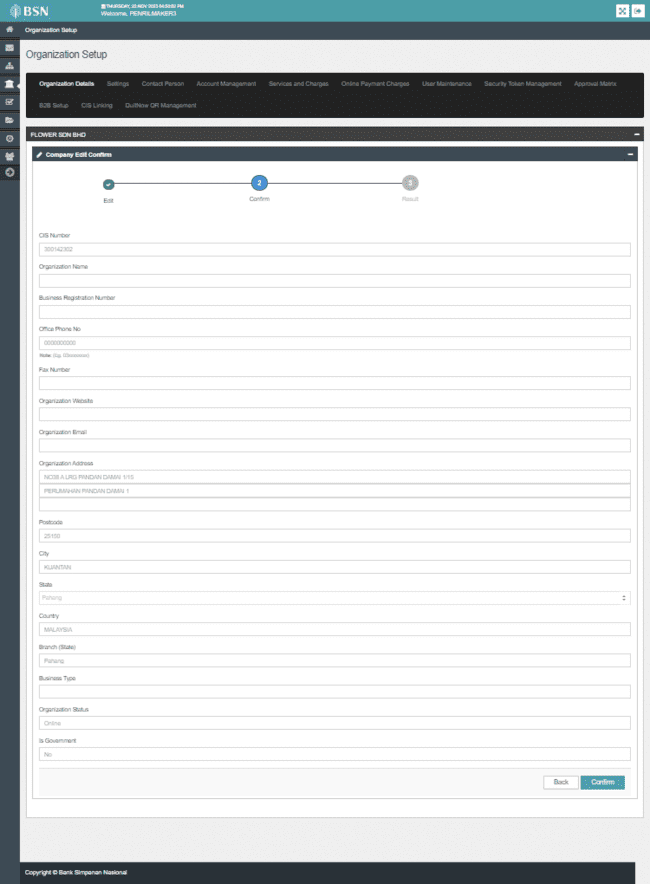 BSN
THURSDAY, 23 NOV 2023 04:50:02 PM
Welcome, PENRILMAKER3
Organization Setup
Organization Setup
Organization Details Settings Contact Person Account Management Services and Charges Online Payment Charges User Maintenance Security Token Management Approval Matrix
B2B Setup CIS Linking QuitNow QR Management
FLOWER SDN BHD
Company Edit Confirm
2 3
Edit Confirm Result
CIS Number
300142302
Organization Name
Business Registration Number
Office Phone No
0000000000
Note: (Eg.
Fax Number
Organization Website
Organization Email
Organization Address
NO38 A LRG PANDAN DAMAI 1/15
PERUMAHAN PANDAN DAMAI 1
Postcode
25150
City
KUANTAN
State
Pahang
Country
MALAYSIA
Branch (State)
Pahang
Business Type
Organization Status
Online
Is Government
No
Back Confirm
Copyright © Bank Simpanan Nasional